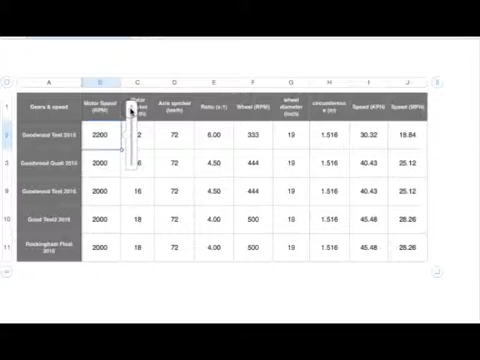 A B C D E F G H I J
1 Gears & speed Motor Speed (RPM) Axle sprocket (teeth) Ratio (x:1) Wheel (RPM) wheel diameter (inch) circumference (m) Speed (KPH) Speed (MPH)
2 Goodwood Test 2015 2200 2 72 6.00 333 19 1.516 30.32 18.84
3 Goodwood Quali 2015 2000 6 72 4.50 444 19 1.516 40.43 25.12
9 Goodwood Test 2016 2000 16 72 4.50 444 19 1.516 40.43 25.12
10 Good Test2 2016 2000 18 72 4.00 500 19 1.516 45.48 28.26
11 Rockingham Final 2016 2000 18 72 4.00 500 19 1.516 45.48 28.26